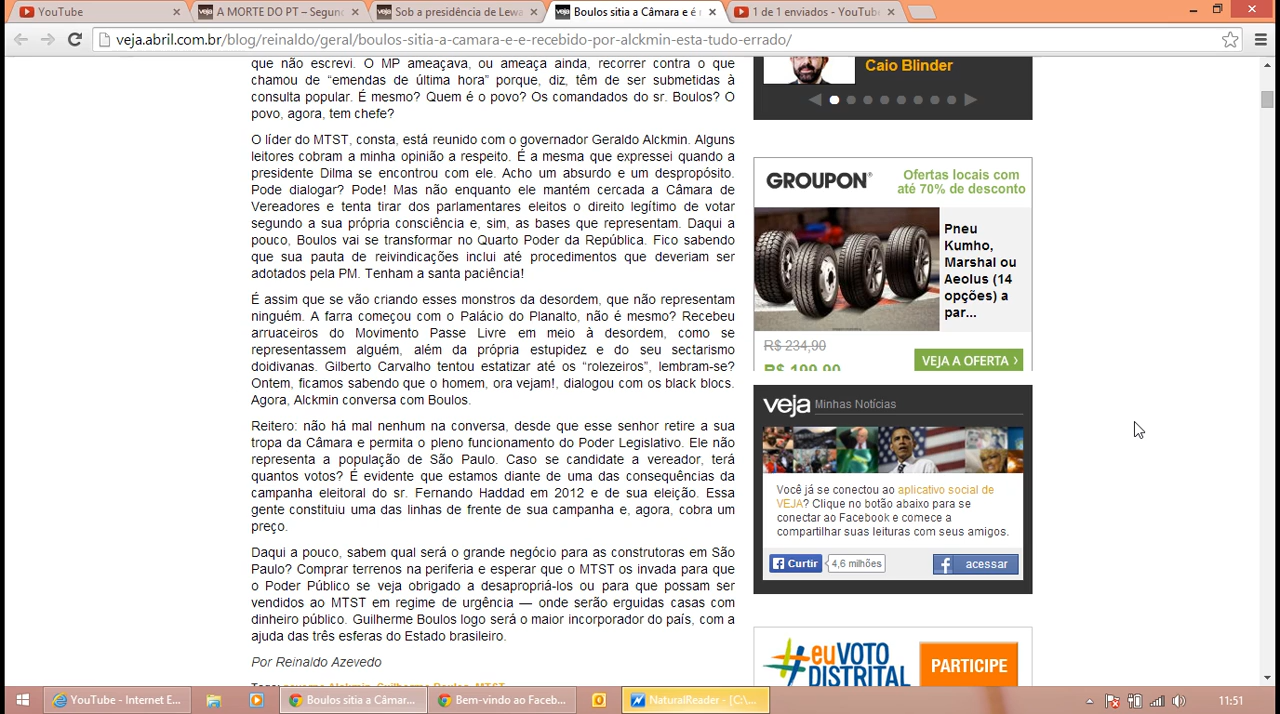 YouTube
A MORTE DO PT – Segund
Sob a presidência de Lewa
Boulos sitia a Câmara e é r
1 de 1 enviados - YouTube
veja.abril.com.br/blog/reinaldo/geral/boulos-sitia-a-camara-e-e-recebido-por-alckmin-esta-tudo-errado/
que não escrevi. O MP ameaçava, ou ameaça ainda, recorrer contra o que
chamou de “emendas de última hora” porque, diz, têm de ser submetidas à
consulta popular. É mesmo? Quem é o povo? Os comandados do sr. Boulos? O
povo, agora, tem chefe?
O líder do MTST, consta, está reunido com o governador Geraldo Alckmin. Alguns
leitores cobram a minha opinião a respeito. É a mesma que expressei quando a
presidente Dilma se encontrou com ele. Acho um absurdo e um despropósito.
Pode dialogar? Pode! Mas não enquanto ele mantém cercada a Câmara de
Vereadores e tenta tirar dos parlamentares eleitos o direito legítimo de votar
segundo a sua própria consciência e, sim, as bases que representam. Daqui a
pouco, Boulos vai se transformar no Quarto Poder da República. Fico sabendo
que sua pauta de reivindicações inclui até procedimentos que deveriam ser
adotados pela PM. Tenham a santa paciência!
É assim que se vão criando esses monstros da desordem, que não representam
ninguém. A farra começou com o Palácio do Planalto, não é mesmo? Recebeu
arruaceiros do Movimento Passe Livre em meio à desordem, como se
representassem alguém, além da própria estupidez e do seu sectarismo
doidivanas. Gilberto Carvalho tentou estatizar até os “rolezeiros”, lembram-se?
Ontem, ficamos sabendo que o homem, ora vejam!, dialogou com os black blocs.
Agora, Alckmin conversa com Boulos.
Reitero: não há mal nenhum na conversa, desde que esse senhor retire a sua
tropa da Câmara e permita o pleno funcionamento do Poder Legislativo. Ele não
representa a população de São Paulo. Caso se candidate a vereador, terá
quantos votos? É evidente que estamos diante de uma das consequências da
campanha eleitoral do sr. Fernando Haddad em 2012 e de sua eleição. Essa
gente constituiu uma das linhas de frente de sua campanha e, agora, cobra um
preço.
Daqui a pouco, sabem qual será o grande negócio para as construtoras em São
Paulo? Comprar terrenos na periferia e esperar que o MTST os invada para que
o Poder Público se veja obrigado a desapropriá-los ou para que possam ser
vendidos ao MTST em regime de urgência — onde serão erguidas casas com
dinheiro público. Guilherme Boulos logo será o maior incorporador do país, com a
ajuda das três esferas do Estado brasileiro.
Por Reinaldo Azevedo
Tags: governo Alckmin, Guilherme Boulos, MTST
Caio Blinder
GROUPON®
Ofertas locais com
até 70% de desconto
Pneu
Kumho,
Marshal ou
Aeolus (14
opções) a
par...
R$ 234,90
R$ 199,90
VEJA A OFERTA ›
veja Minhas Notícias
Você já se conectou ao aplicativo social de
VEJA? Clique no botão abaixo para se
conectar ao Facebook e comece a
compartilhar suas leituras com seus amigos.
Curtir 4,6 milhões acessar
#euVOTO
DISTRITAL
PARTICIPE
YouTube - Internet E...
Boulos sitia a Câmar...
Bem-vindo ao Faceb...
NaturalReader - [C:\...
11:51